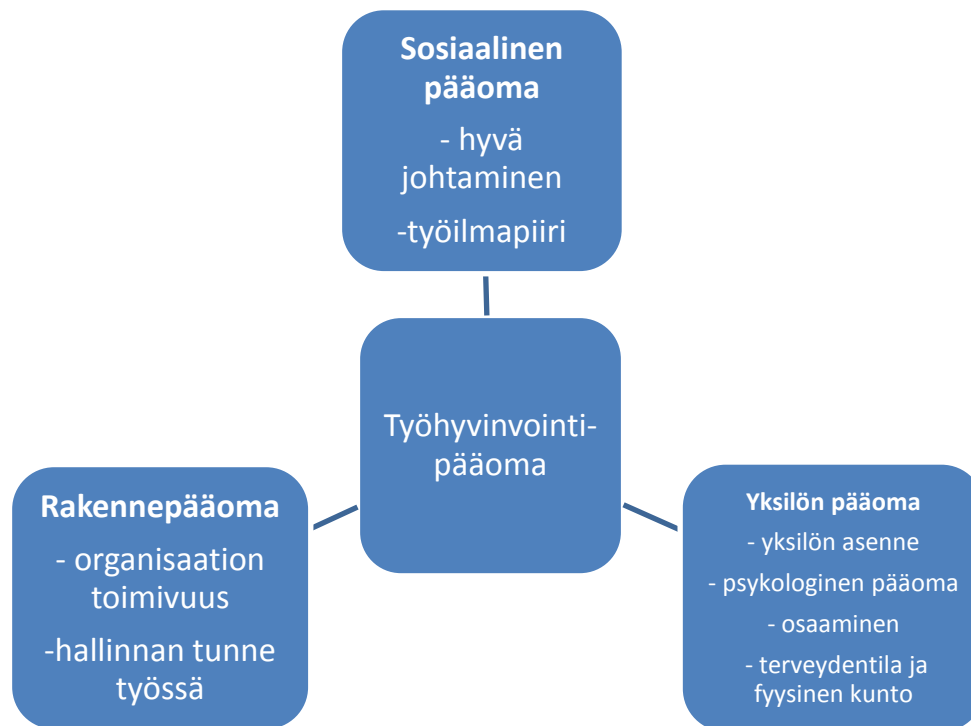 Sosiaalinen
pääoma
- hyvä
johtaminen
-työilmapiiri
Työhyvinvointi-
pääoma
Rakennepääoma
- organisaation
toimivuus
-hallinnan tunne
työssä
Yksilön pääoma
- yksilön asenne
- psykologinen pääoma
- osaaminen
- terveydentila ja
fyysinen kunto